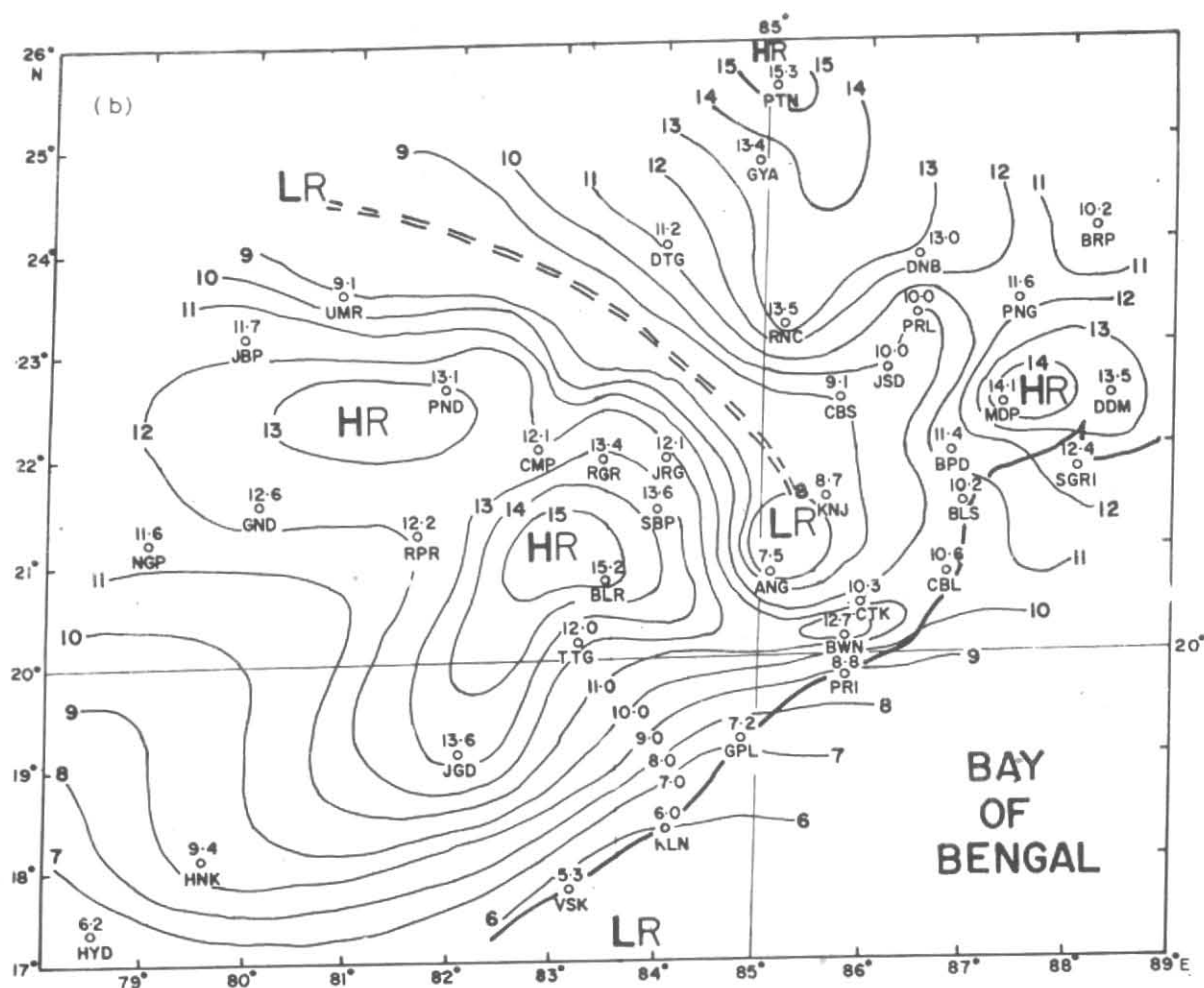 85°
26°
N
HR
15
15
15.3
PTN
(b)
14
14
13
13.4
GYA
25°
9
10
12
13
12
11
11
LR
11.2
DTG
10.2
BRP
13.0
DNB
24°
9
11
10
9.1
UMR
11.6
PNG
12
11
13.5
RNC
10.0
PRL
11.7
JBP
13
23°
10.0
JSD
14
13.1
PND
9.1
CBS
14.1
MDP
HR
13.5
DDM
12
13
HR
12.1
CMP
13.4
RGR
12.1
JRG
11.4
BPD
12.4
SGRI
22°
13
14
15
8
8.7
KNJ
10.2
BLS
12
12.6
GND
13.6
SBP
11.6
NGP
12.2
RPR
HR
LR
7.5
ANG
10.6
CBL
11
21°
11
15.2
BLR
10.3
CTK
10
10
12.0
TTG
12.7
BWN
20°
20°
8.8
PRI
9
9
11.0
10.0
9.0
8.0
7.0
7.2
GPL
8
7
13.6
JGD
19°
8
BAY
OF
BENGAL
6.0
KLN
6
7
9.4
HNK
18°
5.3
VSK
6
6.2
HYD
LR
17°
79°
80°
81°
82°
83°
84°
85°
86°
87°
88°
89°
E